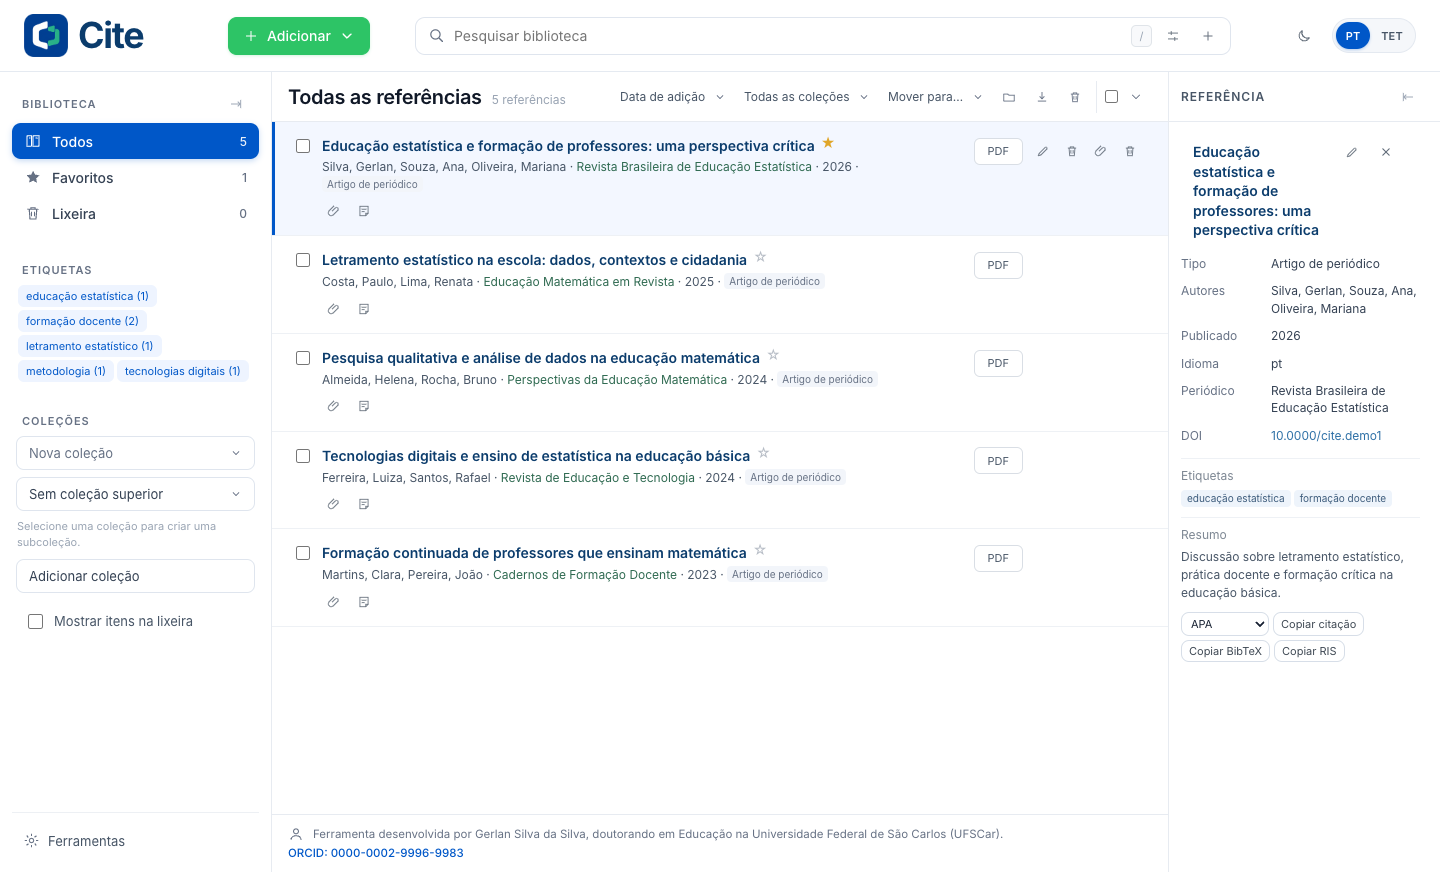 Cite
Adicionar
Pesquisar biblioteca
/
PT
TET
BIBLIOTECA
Todos
5
Favoritos
1
Lixeira
0
ETIQUETAS
educação estatística (1)
formação docente (2)
letramento estatístico (1)
metodologia (1)
tecnologias digitais (1)
COLEÇÕES
Nova coleção
Sem coleção superior
Selecione uma coleção para criar uma
subcoleção.
Adicionar coleção
Mostrar itens na lixeira
Ferramentas
Todas as referências
5 referências
Data de adição
Todas as coleções
Mover para...
Educação estatística e formação de professores: uma perspectiva crítica
Silva, Gerlan, Souza, Ana, Oliveira, Mariana · Revista Brasileira de Educação Estatística · 2026 ·
Artigo de periódico
PDF
Letramento estatístico na escola: dados, contextos e cidadania
Costa, Paulo, Lima, Renata · Educação Matemática em Revista · 2025 · Artigo de periódico
PDF
Pesquisa qualitativa e análise de dados na educação matemática
Almeida, Helena, Rocha, Bruno · Perspectivas da Educação Matemática · 2024 · Artigo de periódico
PDF
Tecnologias digitais e ensino de estatística na educação básica
Ferreira, Luiza, Santos, Rafael · Revista de Educação e Tecnologia · 2024 · Artigo de periódico
PDF
Formação continuada de professores que ensinam matemática
Martins, Clara, Pereira, João · Cadernos de Formação Docente · 2023 · Artigo de periódico
PDF
Ferramenta desenvolvida por Gerlan Silva da Silva, doutorando em Educação na Universidade Federal de São Carlos (UFSCar).
ORCID: 0000-0002-9996-9983
REFERÊNCIA
Educação
estatística e
formação de
professores: uma
perspectiva crítica
Tipo
Artigo de periódico
Autores
Silva, Gerlan, Souza, Ana,
Oliveira, Mariana
Publicado
2026
Idioma
pt
Periódico
Revista Brasileira de
Educação Estatística
DOI
10.0000/cite.demo1
Etiquetas
educação estatística
formação docente
Resumo
Discussão sobre letramento estatístico,
prática docente e formação crítica na
educação básica.
APA
Copiar citação
Copiar BibTeX
Copiar RIS